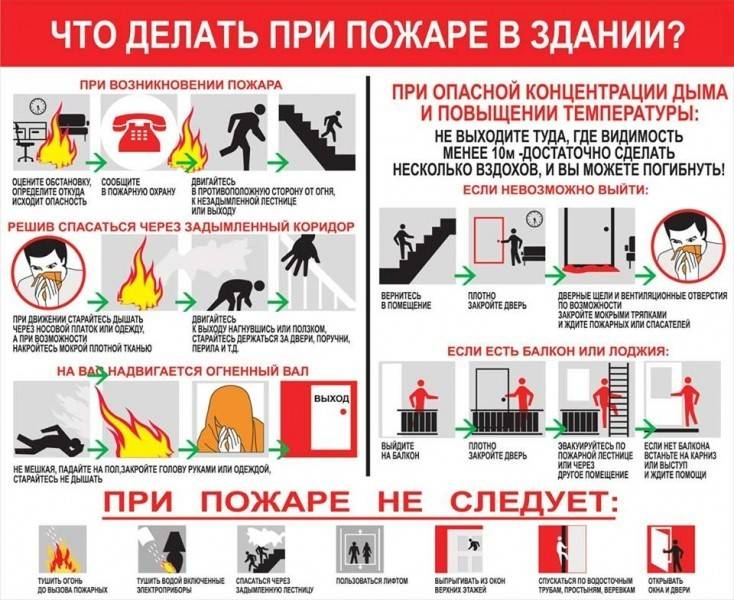 ЧТО ДЕЛАТЬ ПРИ ПОЖАРЕ В ЗДАНИИ?
ПРИ ВОЗНИКНОВЕНИИ ПОЖАРА
ОЦЕНИТЕ ОБСТАНОВКУ,
ОПРЕДЕЛИТЕ ОТКУДА
ИСХОДИТ ОПАСНОСТЬ
СООБЩИТЕ
В ПОЖАРНУЮ ОХРАНУ
ДВИГАЙТЕСЬ
В ПРОТИВОПОЛОЖНУЮ СТОРОНУ ОТ ОГНЯ,
К НЕЗАДЫМЛЕННОЙ ЛЕСТНИЦЕ
ИЛИ ВЫХОДУ
РЕШИВ СПАСАТЬСЯ ЧЕРЕЗ ЗАДЫМЛЕННЫЙ КОРИДОР
ПРИ ДВИЖЕНИИ СТАРАЙТЕСЬ ДЫШАТЬ
ЧЕРЕЗ НОСОВОЙ ПЛАТОК ИЛИ ОДЕЖДУ,
А ПРИ ВОЗМОЖНОСТИ
НАКРОЙТЕСЬ МОКРОЙ ПЛОТНОЙ ТКАНЬЮ
ДВИГАЙТЕСЬ
К ВЫХОДУ НАГНУВШИСЬ ИЛИ ПОЛЗКОМ,
СТАРАЙТЕСЬ ДЕРЖАТЬСЯ ЗА ДВЕРИ, ПОРУЧНИ,
ПЕРИЛА И Т.Д.
НА ВАС НАДВИГАЕТСЯ ОГНЕННЫЙ ВАЛ
ВЫХОД
НЕ МЕШКАЯ, ПАДАЙТЕ НА ПОЛ,ЗАКРОЙТЕ ГОЛОВУ РУКАМИ ИЛИ ОДЕЖДОЙ,
СТАРАЙТЕСЬ НЕ ДЫШАТЬ
ПРИ ОПАСНОЙ КОНЦЕНТРАЦИИ ДЫМА
И ПОВЫЩЕНИИ ТЕМПЕРАТУРЫ:
НЕ ВЫХОДИТЕ ТУДА, ГДЕ ВИДИМОСТЬ
МЕНЕЕ 10м -ДОСТАТОЧНО СДЕЛАТЬ
НЕСКОЛЬКО ВЗДОХОВ, И ВЫ МОЖЕТЕ ПОГИБНУТЬ!
ЕСЛИ НЕВОЗМОЖНО ВЫЙТИ:
ВЕРНИТЕСЬ
В ПОМЕЩЕНИЕ
ПЛОТНО
ЗАКРОЙТЕ ДВЕРЬ
ДВЕРНЫЕ ЩЕЛИ И ВЕНТИЛЯЦИОННЫЕ ОТВЕРСТИЯ
ПО ВОЗМОЖНОСТИ
ЗАКРОЙТЕ МОКРЫМИ ТРЯПКАМИ
И ЖДИТЕ ПОЖАРНЫХ ИЛИ СПАСАТЕЛЕЙ
ЕСЛИ ЕСТЬ БАЛКОН ИЛИ ЛОДЖИЯ:
ВЫЙДИТЕ
НА БАЛКОН
ПЛОТНО
ЗАКРОЙТЕ ДВЕРЬ
ЭВАКУИРУЙТЕСЬ ПО
ПОЖАРНОЙ ЛЕСТНИЦЕ
ИЛИ ЧЕРЕЗ
ДРУГОЕ ПОМЕЩЕНИЕ
ЕСЛИ НЕТ БАЛКОНА
ВСТАНЬТЕ НА КАРНИЗ
ИЛИ ВЫСТУП
И ЖДИТЕ ПОМОЩИ
ПРИ ПОЖАРЕ НЕ СЛЕДУЕТ:
ТУШИТЬ ОГОНЬ
ДО ВЫЗОВА ПОЖАРНЫХ
ТУШИТЬ ВОДОЙ ВКЛЮЧЕННЫЕ
ЭЛЕКТРОПРИБОРЫ
СПАСАТЬСЯ ЧЕРЕЗ
ЗАДЫМЛЕННУЮ ЛЕСТНИЦУ
ПОЛЬЗОВАТЬСЯ ЛИФТОМ
ВЫПРЫГИВАТЬ ИЗ ОКОН
ВЕРХНИХ ЭТАЖЕЙ
СПУСКАТЬСЯ ПО ВОДОСТОЧНЫМ
ТРУБАМ, ПРОСТЫНЯМ, ВЕРЕВКАМ
ОТКРЫВАТЬ
ОКНА И ДВЕРИ